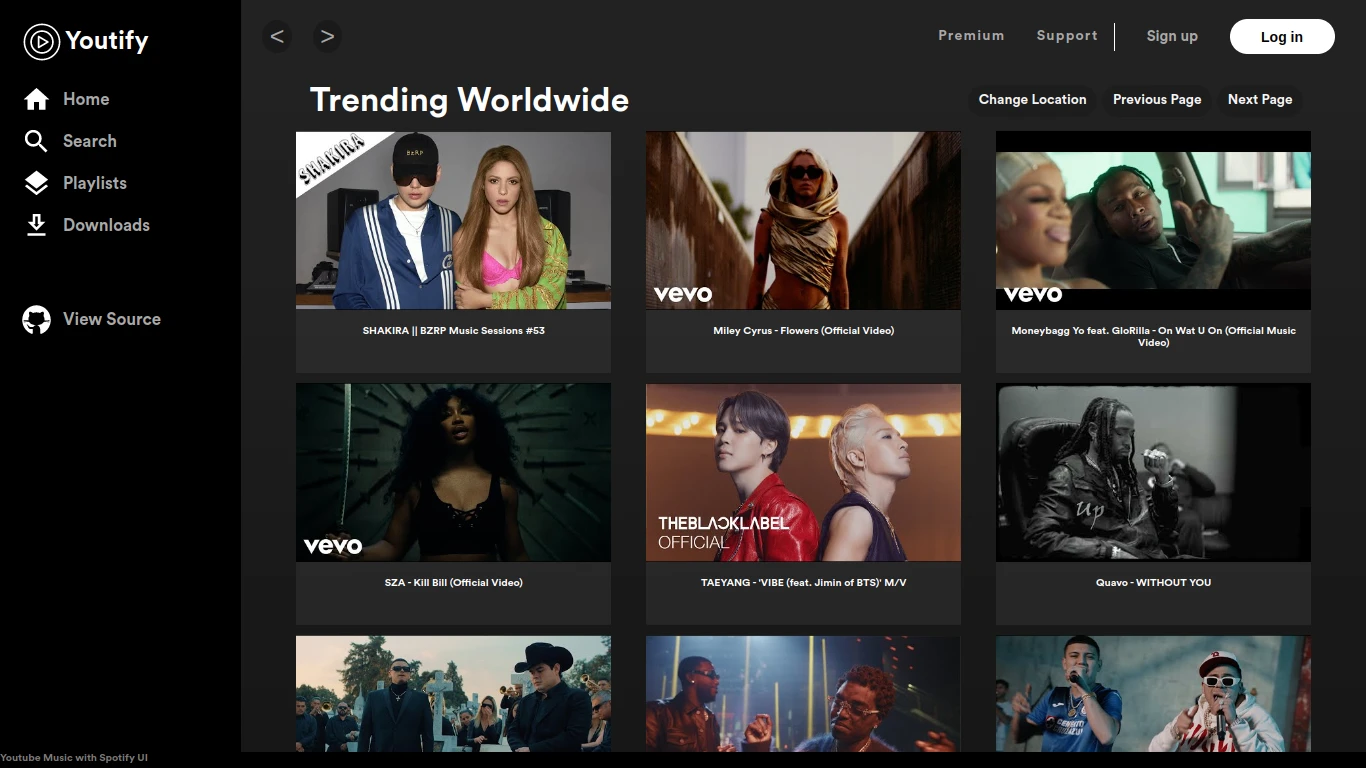 Youtify
Home
Search
Playlists
Downloads
View Source
< >
Premium
Support
Sign up
Log in
Trending Worldwide
Change Location
Previous Page
Next Page
SHAKIRA
BZRP
SHAKIRA || BZRP Music Sessions #53
vevo
Miley Cyrus - Flowers (Official Video)
vevo
Moneybagg Yo feat. GloRilla - On Wat U On (Official Music
Video)
vevo
SZA - Kill Bill (Official Video)
THEBLACKLABEL
OFFICIAL
TAEYANG - 'VIBE (feat. Jimin of BTS)' M/V
Up
Quavo - WITHOUT YOU
Youtube Music with Spotify UI